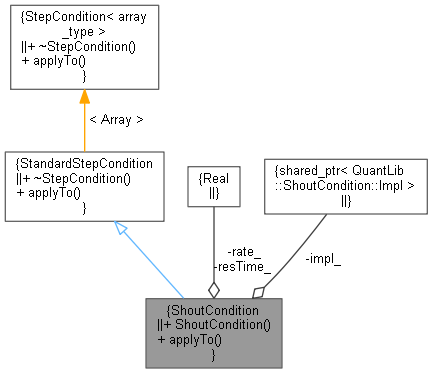 {StepCondition< array
_type >
||+ ~StepCondition()
+ applyTo()
}
< Array >
{StandardStepCondition
||+ ~StepCondition()
+ applyTo()
}
{Real
||}
{shared_ptr< QuantLib
::ShoutCondition::Impl >
||}
-rate_
-resTime_
-impl_
{ShoutCondition
||+ ShoutCondition()
+ applyTo()
}